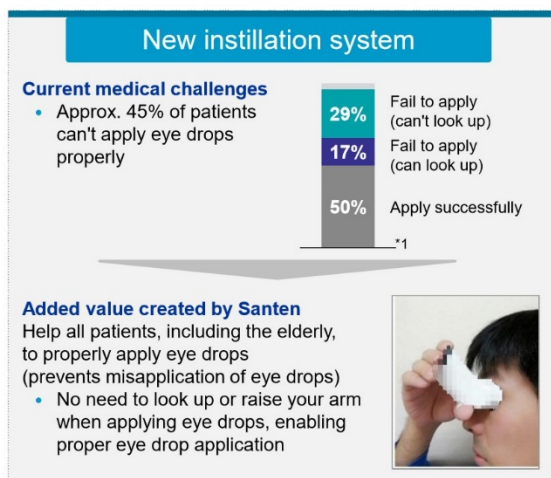 New instillation system
Current medical challenges
• Approx. 45% of patients
can't apply eye drops
properly
29%
Fail to apply
(can't look up)
17%
Fail to apply
(can look up)
50%
Apply successfully
*1
Added value created by Santen
Help all patients, including the elderly,
to properly apply eye drops
(prevents misapplication of eye drops)
• No need to look up or raise your arm
when applying eye drops, enabling
proper eye drop application